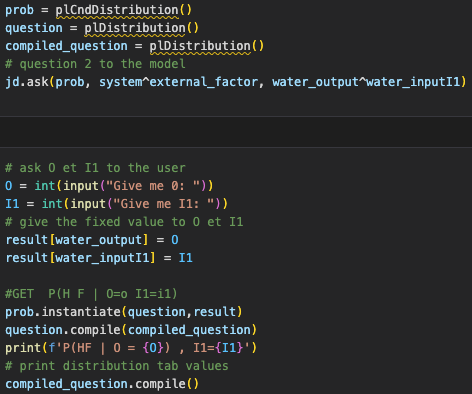 prob = plCndDistribution()
question = plDistribution()
compiled_question = plDistribution()
# question 2 to the model
jd.ask(prob, system^external_factor, water_output^water_inputI1)
# ask O et I1 to the user
O = int(input("Give me 0: "))
I1 = int(input("Give me I1: "))
# give the fixed value to O et I1
result[water_output] = O
result[water_inputI1] = I1
#GET  P(H F | O=o I1=i1)
prob.instantiate(question,result)
question.compile(compiled_question)
print(f'P(HF | O = {O}) , I1={I1}')
# print distribution tab values
compiled_question.compile()